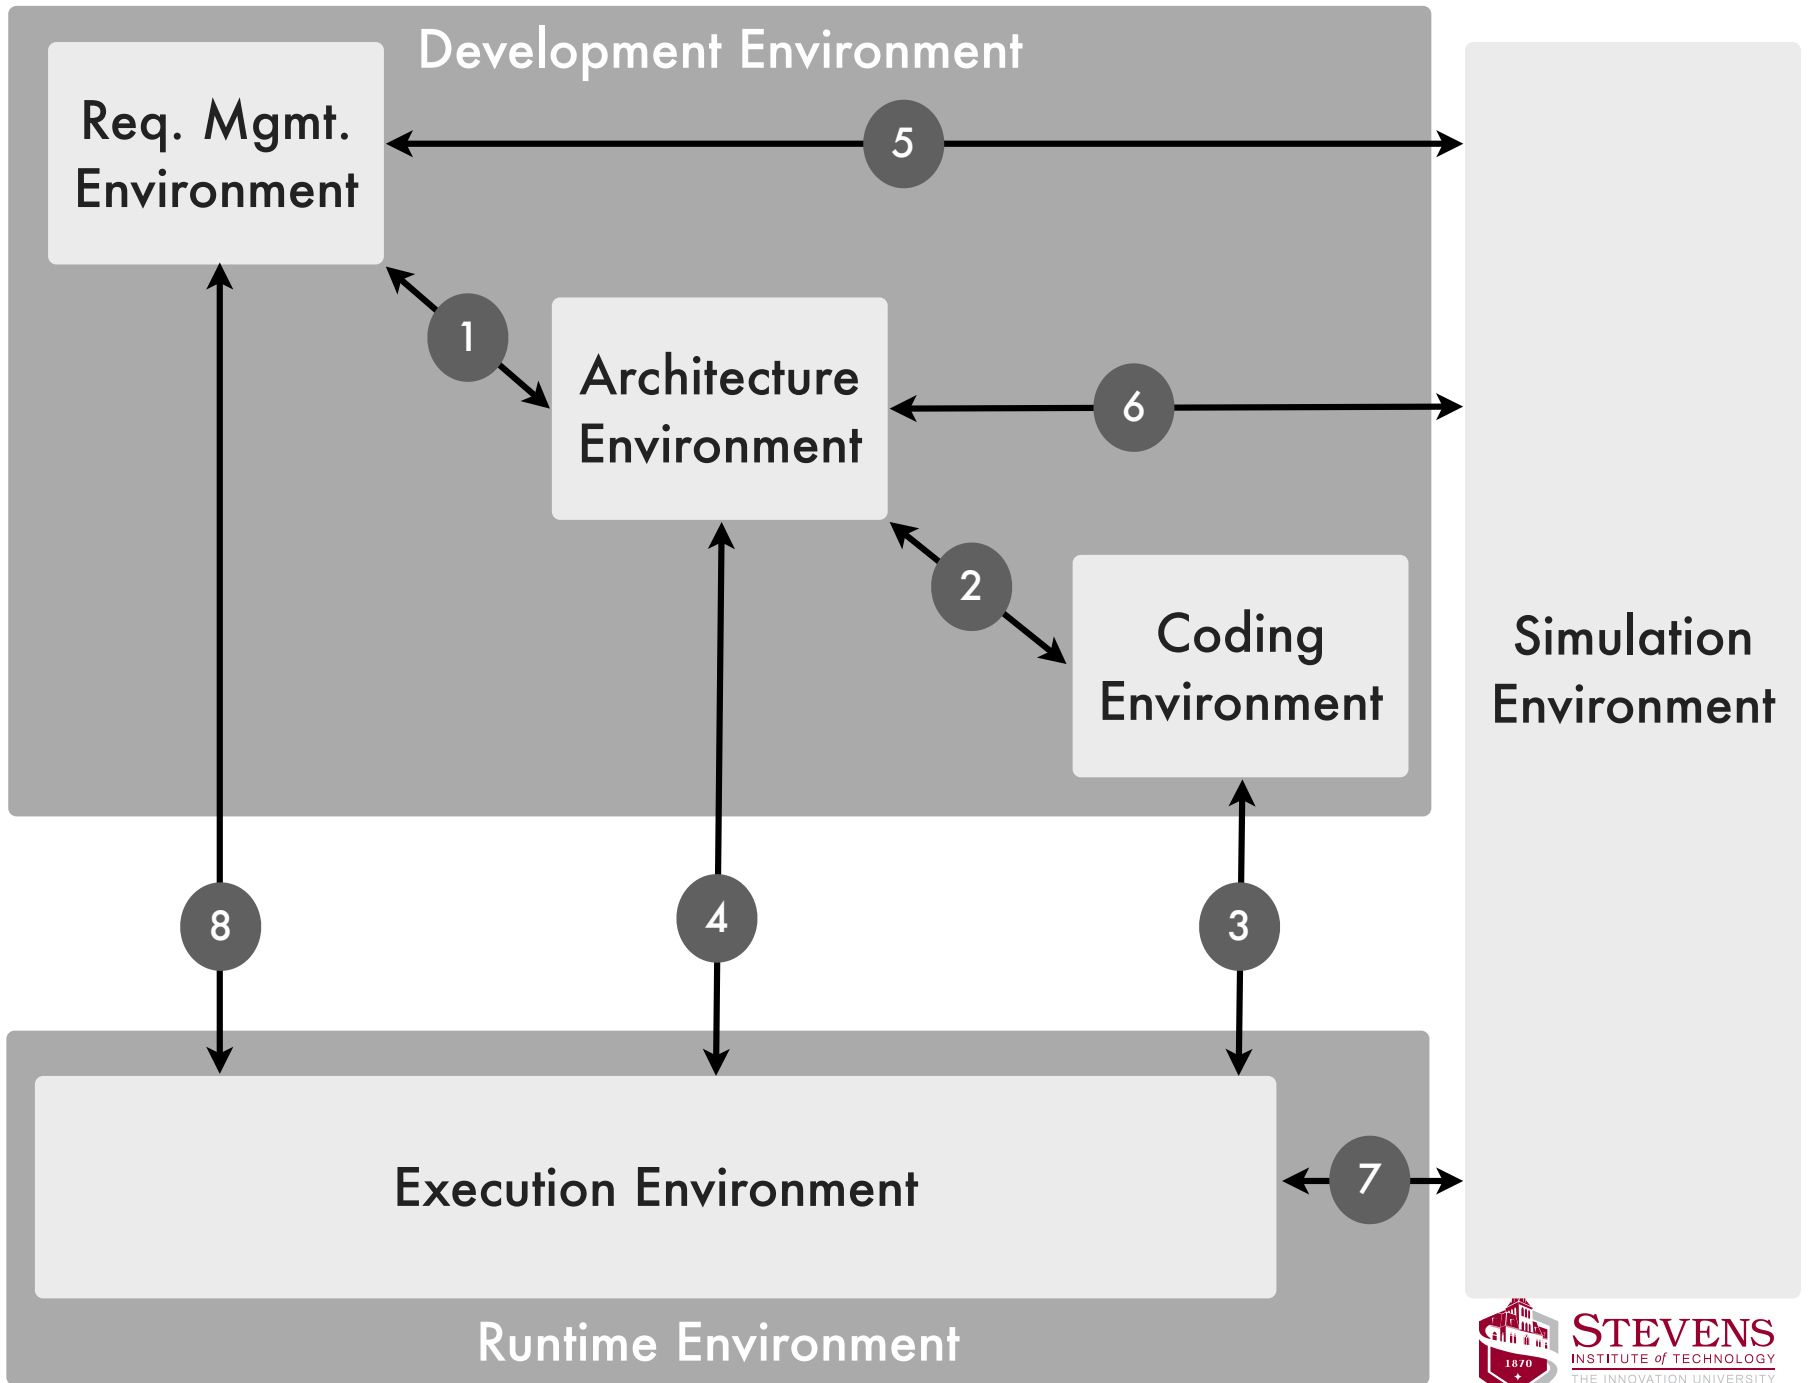 Development Environment
Req. Mgmt.
Environment
5
1
Architecture
Environment
6
2
Coding
Environment
Simulation
Environment
8
4
3
Execution Environment
7
Runtime Environment
1870
STEVENS
INSTITUTE of TECHNOLOGY
THE INNOVATION UNIVERSITY